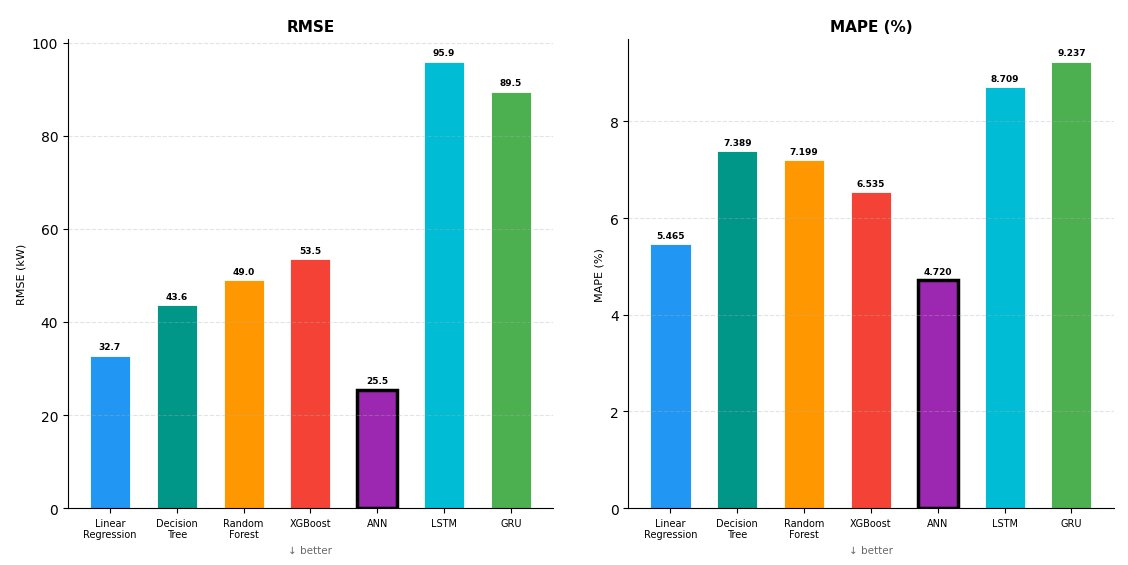 RMSE
RMSE (kW)
100
80
60
40
20
0
32.7
43.6
49.0
53.5
25.5
95.9
89.5
Linear
Regression
Decision
Tree
Random
Forest
XGBoost
ANN
LSTM
GRU
↓ better
MAPE (%)
MAPE (%)
8
6
4
2
0
5.465
7.389
7.199
6.535
4.720
8.709
9.237
Linear
Regression
Decision
Tree
Random
Forest
XGBoost
ANN
LSTM
GRU
↓ better